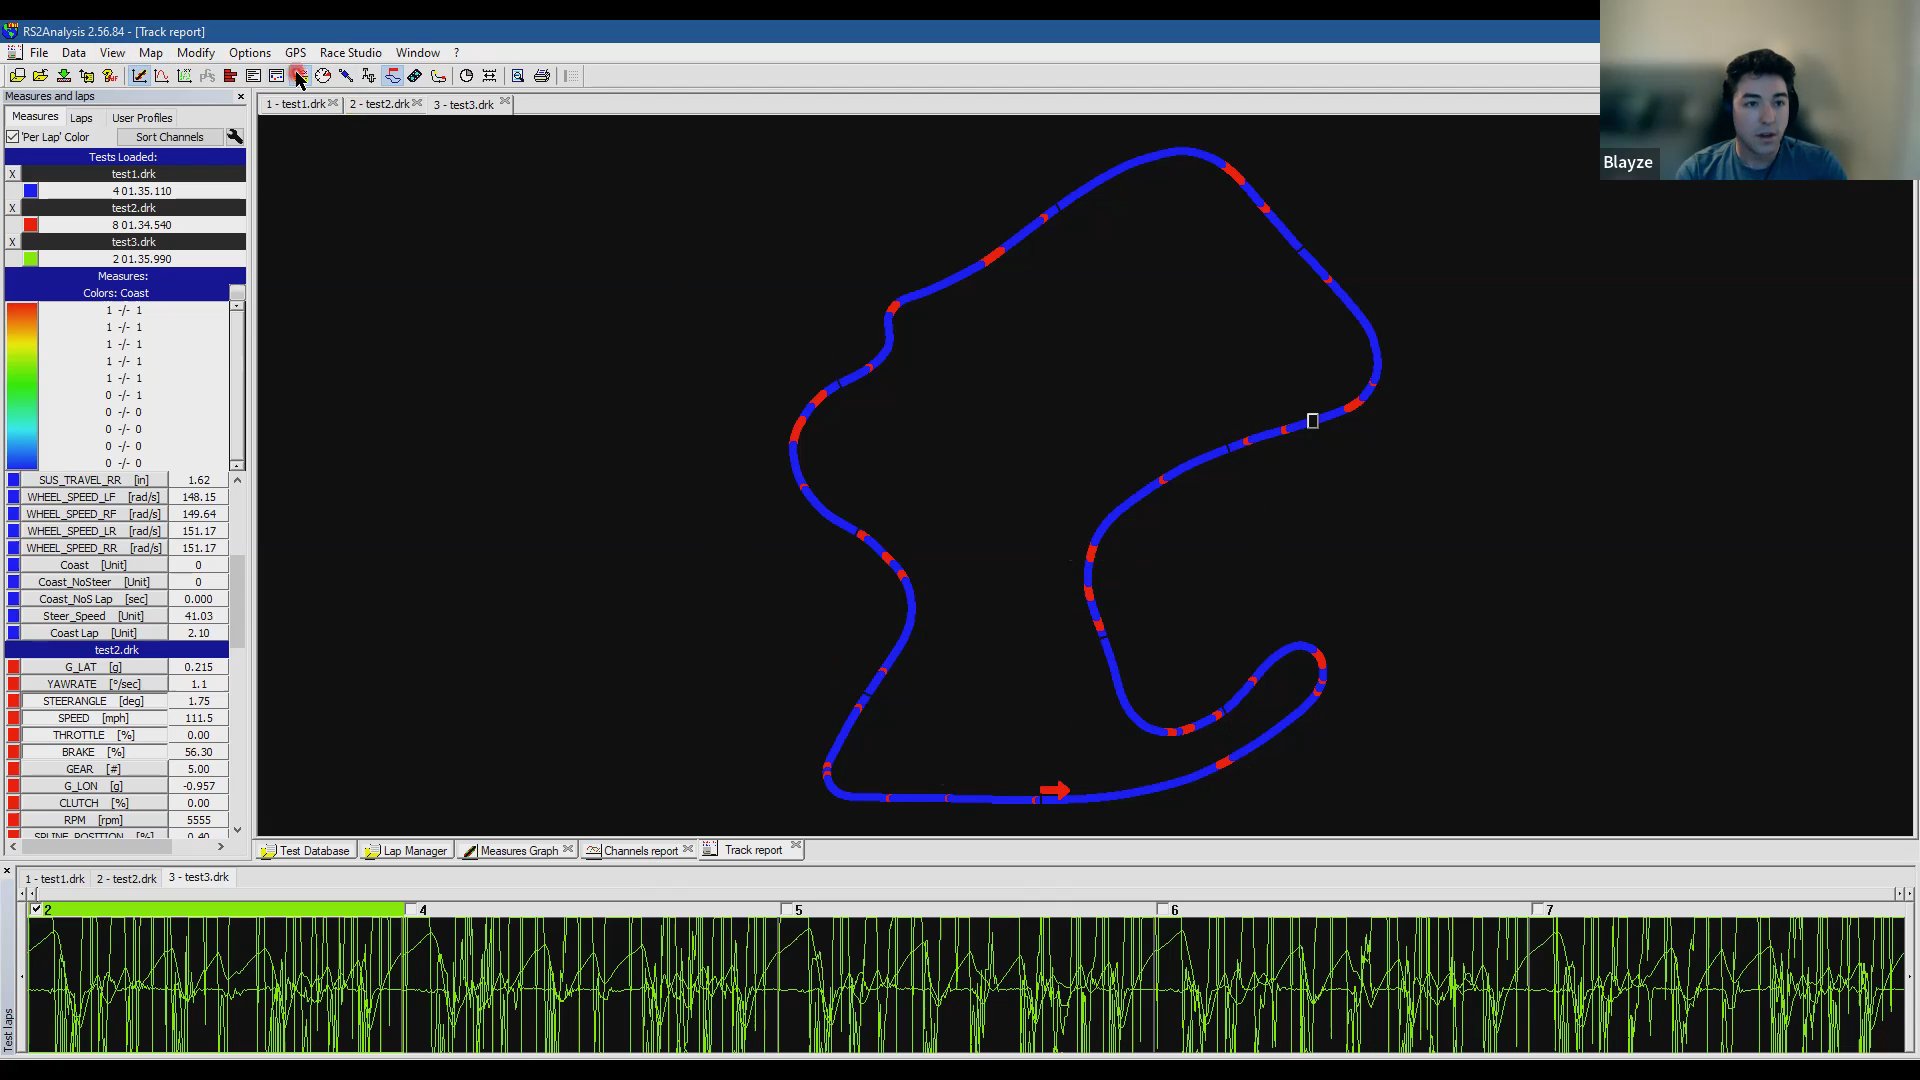 RS2Analysis 2.56.84 - [Track report]
File Data View Map Modify Options GPS Race Studio Window ?
Measures and laps
Measures Laps User Profiles
'Per Lap' Color Sort Channels
Tests Loaded:
X test1.drk
4 01.35.110
X test2.drk
8 01.34.540
X test3.drk
2 01.35.990
Measures:
Colors: Coast
1 -/- 1
1 -/- 1
1 -/- 1
1 -/- 1
1 -/- 1
0 -/- 1
0 -/- 0
0 -/- 0
0 -/- 0
0 -/- 0
SUS_TRAVEL_RR [in] 1.62
WHEEL_SPEED_LF [rad/s] 148.15
WHEEL_SPEED_RF [rad/s] 149.64
WHEEL_SPEED_LR [rad/s] 151.17
WHEEL_SPEED_RR [rad/s] 151.17
Coast [Unit] 0
Coast_NoSteer [Unit] 0
Coast_NoS Lap [sec] 0.000
Steer_Speed [Unit] 41.03
Coast Lap [Unit] 2.10
test2.drk
G_LAT [g] 0.215
YAWRATE [°/sec] 1.1
STEERANGLE [deg] 1.75
SPEED [mph] 111.5
THROTTLE [%] 0.00
BRAKE [%] 56.30
GEAR [#] 5.00
G_LON [g] -0.957
CLUTCH [%] 0.00
RPM [rpm] 5555
SPLINE_POSITION [%] 0.40
1 - test1.drk 2 - test2.drk 3 - test3.drk
Blayze
Test Database Lap Manager Measures Graph Channels report Track report
1 - test1.drk 2 - test2.drk 3 - test3.drk
2 4 5 6 7
Test laps